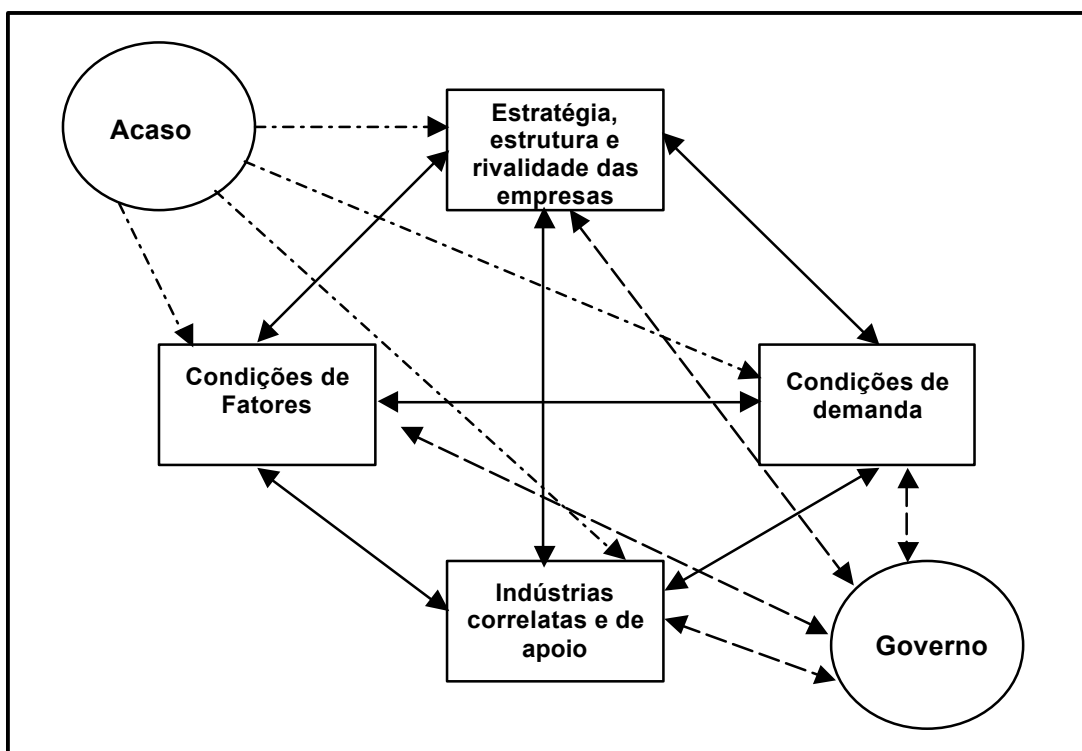 Acaso
Estratégia,
estrutura e
rivalidade das
empresas
Condições de
Fatores
Condições de
demanda
Indústrias
correlatas e de
apoio
Governo